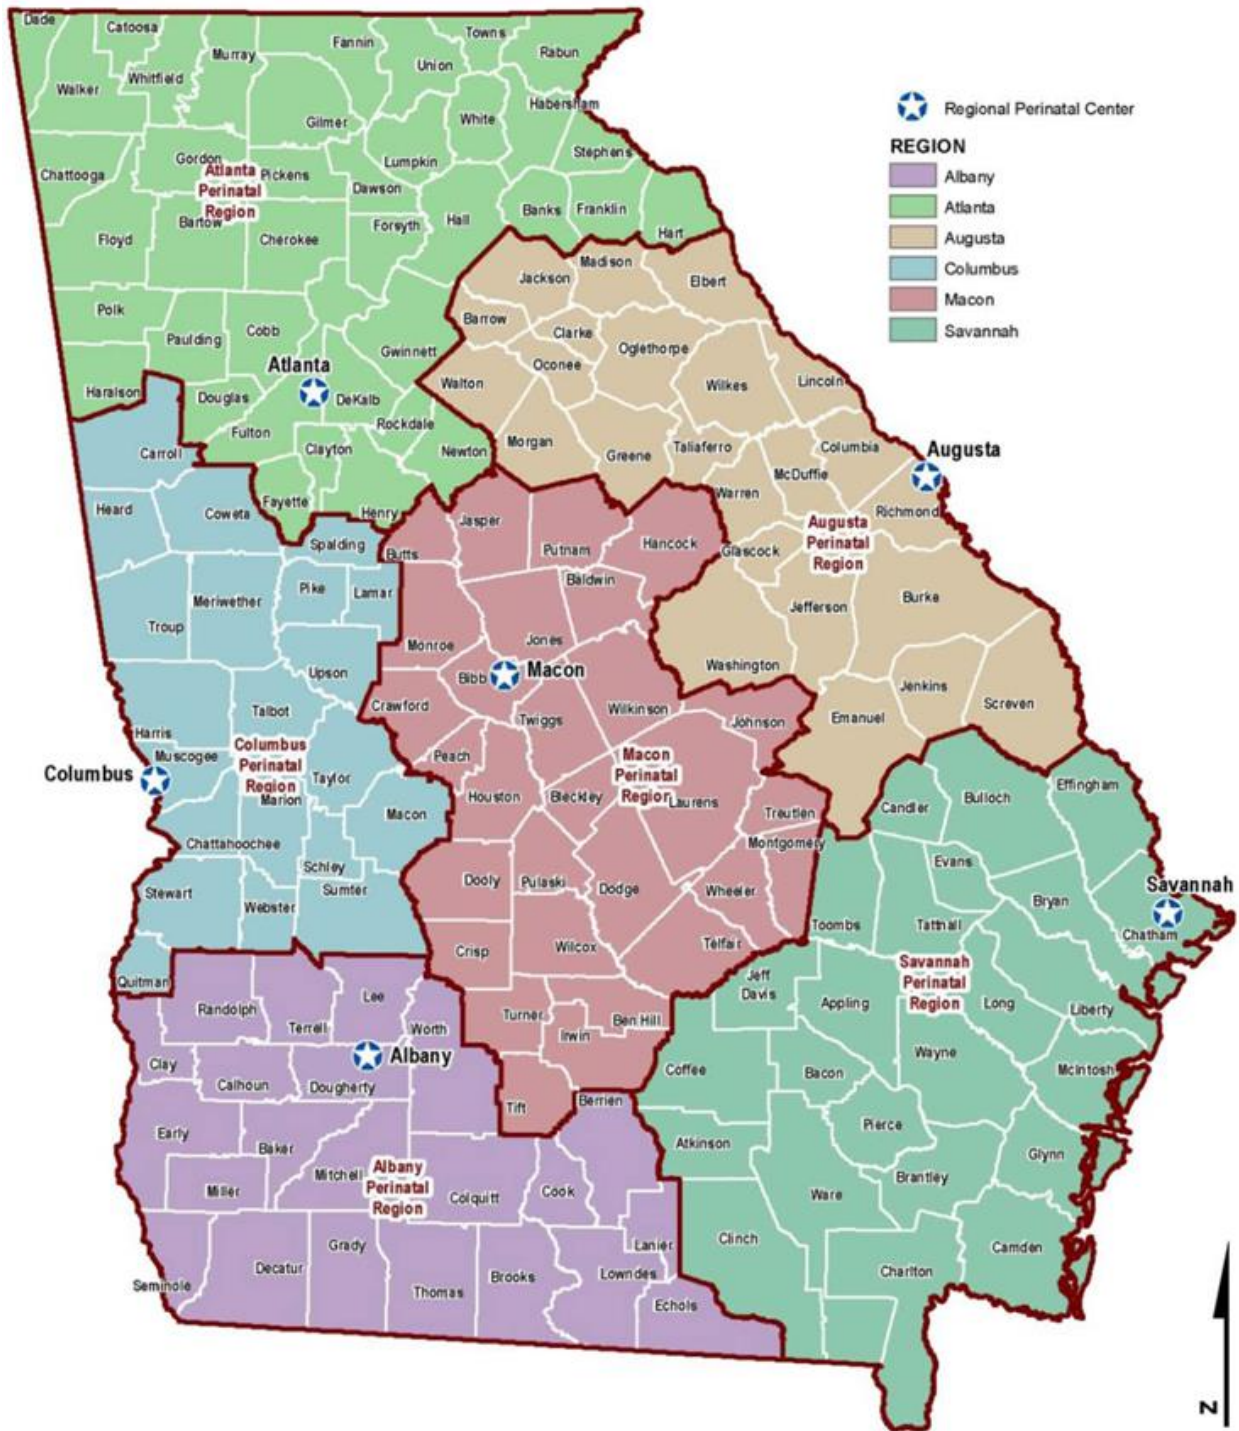 Dade
Catoosa
Fannin
Towns
Rabun
Murray
Union
Whitfield
Walker
Habersham
White
Gilmer
Stephens
Lumpkin
Gordon
Chattooga
Atlanta
Perinatal
Region
Pickens
Dawson
Banks
Franklin
Hall
Bartow
Forsyth
Hart
Floyd
Cherokee
Polk
Paulding
Cobb
Gwinnett
Atlanta
Haralson
Douglas
DeKalb
Rockdale
Fulton
Clayton
Newton
Fayette
Henry
Regional Perinatal Center
REGION
Albany
Atlanta
Augusta
Columbus
Macon
Savannah
Madison
Jackson
Elbert
Barrow
Clarke
Oglethorpe
Oconee
Walton
Wilkes
Lincoln
Morgan
Greene
Taliaferro
Columbia
Augusta
McDuffie
Warren
Richmond
Augusta
Perinatal
Region
Glascock
Jefferson
Burke
Washington
Jenkins
Screven
Emanuel
Carroll
Heard
Coweta
Spalding
Pike
Lamar
Meriwether
Troup
Upson
Talbot
Harris
Muscogee
Columbus
Columbus
Perinatal
Region
Taylor
Marion
Macon
Chattahoochee
Schley
Stewart
Sumter
Webster
Quitman
Jasper
Butts
Putnam
Hancock
Baldwin
Jones
Monroe
Bibb
Macon
Crawford
Twiggs
Wilkinson
Johnson
Peach
Macon
Perinatal
Region
Houston
Bleckley
Laurens
Treutlen
Montgomery
Dooly
Pulaski
Dodge
Wheeler
Crisp
Wilcox
Telfair
Turner
Irwin
Ben Hill
Tift
Candler
Bulloch
Effingham
Evans
Bryan
Savannah
Toombs
Tattnall
Chatham
Savannah
Perinatal
Region
Jeff
Davis
Appling
Long
Liberty
Wayne
Coffee
Bacon
McIntosh
Pierce
Atkinson
Glynn
Brantley
Ware
Clinch
Camden
Charlton
Randolph
Lee
Terrell
Worth
Albany
Clay
Calhoun
Dougherty
Berrien
Early
Baker
Mitchell
Albany
Perinatal
Region
Miller
Colquitt
Cook
Grady
Lanier
Decatur
Seminole
Thomas
Brooks
Lowndes
Echols
N